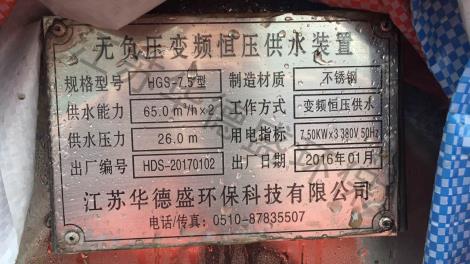 无负压变频恒压供水装置
规格型号 HGS-7.5型 制造材质 不锈钢
供水能力 65.0m³/h×2 工作方式 变频恒压供水
供水压力 26.0m 用电指标 7.50KW×3 380V 50Hz
出厂编号 HDS-20170102 出厂日期 2016年01月
江苏华德盛环保科技有限公司
电话/传真：0510-87835507